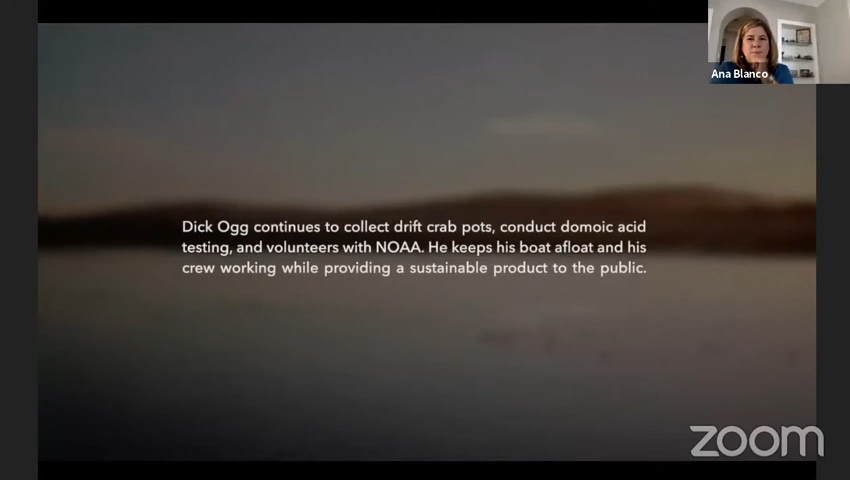 Ana Blanco
Dick Ogg continues to collect drift crab pots, conduct domoic acid
testing, and volunteers with NOAA. He keeps his boat afloat and his
crew working while providing a sustainable product to the public.
zoom